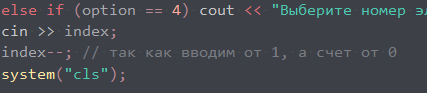 else if (option == 4) cout << "Выберите номер
cin >> index;
index--; // так как вводим от 1, а счет от 0
system("cls");